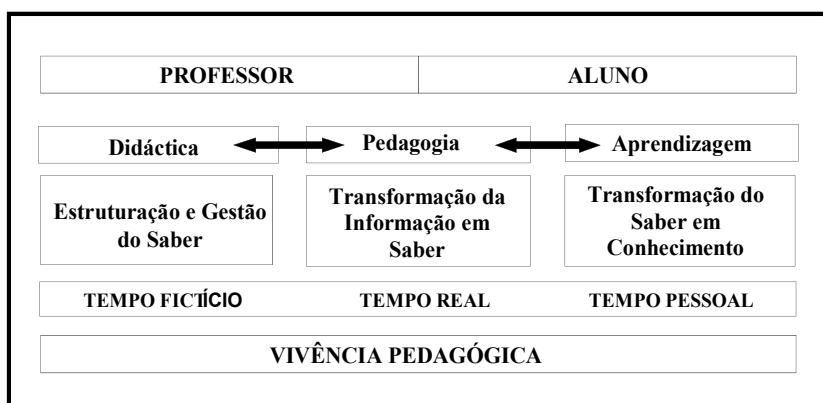 PROFESSOR ALUNO
Didáctica Pedagogia Aprendizagem
Estruturação e Gestão
do Saber
Transformação da
Informação em
Saber
Transformação do
Saber em
Conhecimento
TEMPO FICTÍCIO TEMPO REAL TEMPO PESSOAL
VIVÊNCIA PEDAGÓGICA